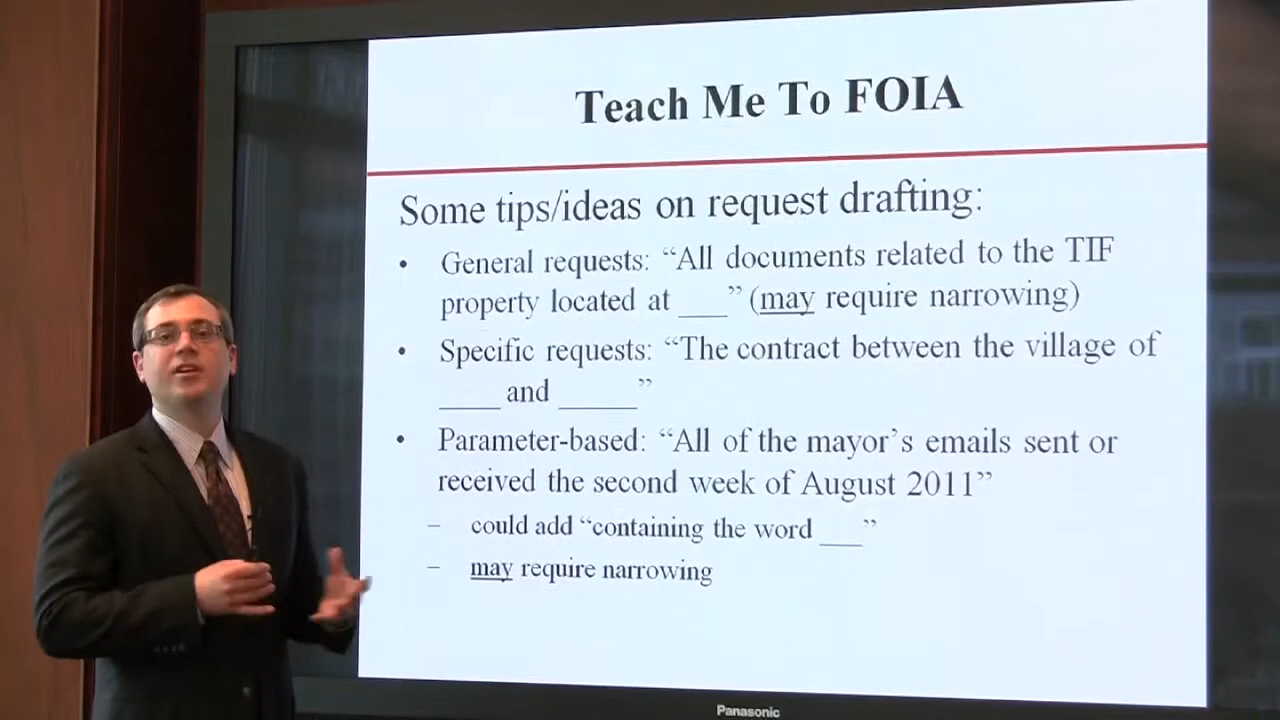 Teach Me To FOIA
Some tips/ideas on request drafting:
• General requests: “All documents related to the TIF
property located at ____” (may require narrowing)
• Specific requests: “The contract between the village of
____ and _____”
• Parameter-based: “All of the mayor’s emails sent or
received the second week of August 2011”
– could add “containing the word ___”
– may require narrowing
Panasonic